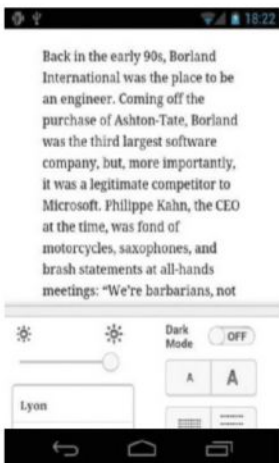 18:22
Back in the early 90s, Borland
International was the place to be
an engineer. Coming off the
purchase of Ashton-Tate, Borland
was the third largest software
company, but, more importantly,
it was a legitimate competitor to
Microsoft. Philippe Kahn, the CEO
at the time, was fond of
motorcycles, saxophones, and
brash statements at all-hands
meetings: “We’re barbarians, not
Dark
Mode
OFF
A A
Lyon